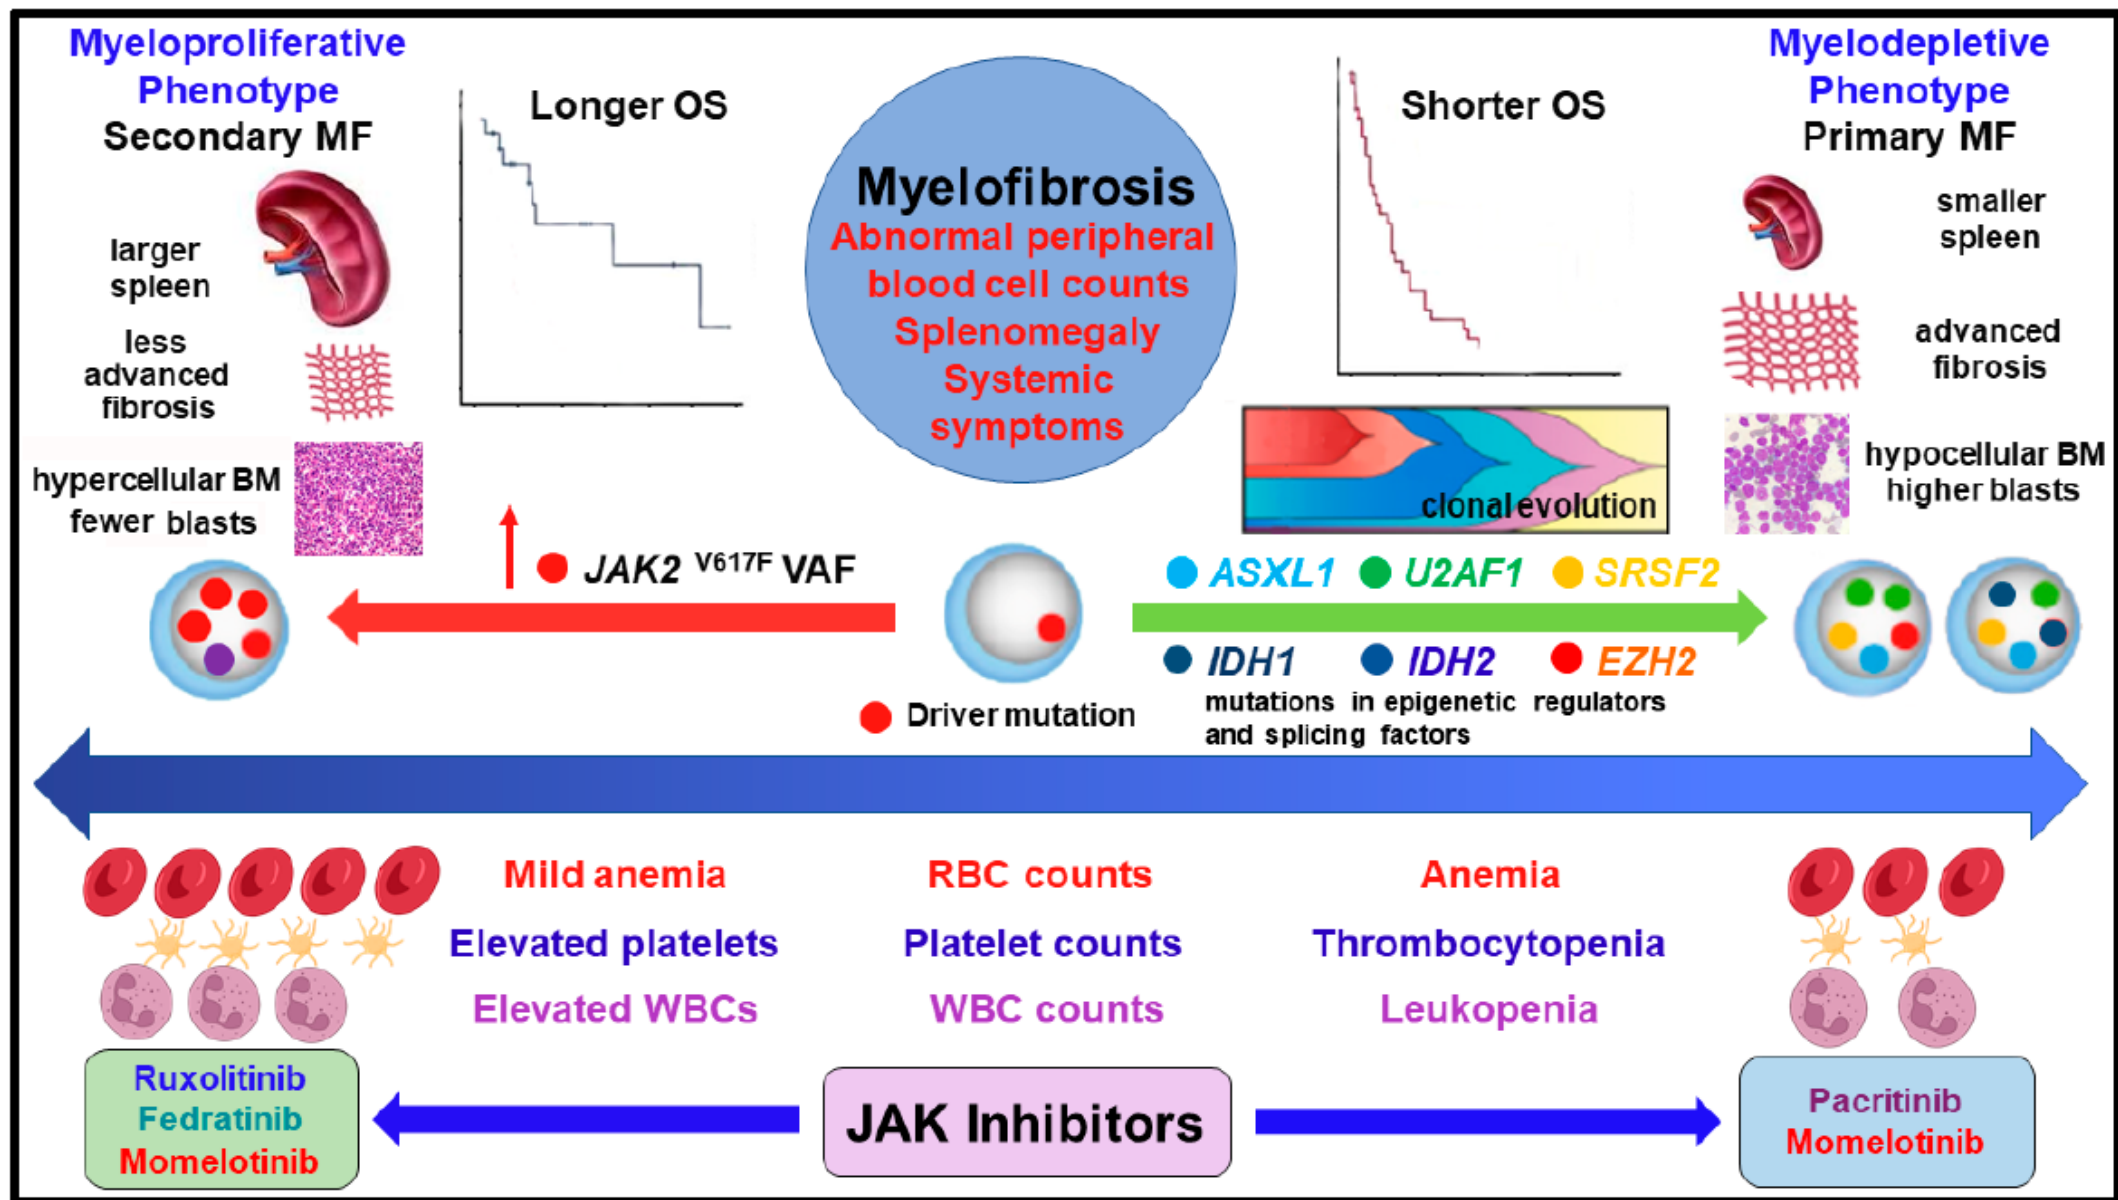 Myeloproliferative
Phenotype
Secondary MF
larger
spleen
less
advanced
fibrosis
hypercellular BM
fewer blasts
Longer OS
Myelofibrosis
Abnormal peripheral
blood cell counts
Splenomegaly
Systemic
symptoms
Shorter OS
clonal evolution
Myelodepletive
Phenotype
Primary MF
smaller
spleen
advanced
fibrosis
hypocellular BM
higher blasts
JAK2 V617F VAF
Driver mutation
ASXL1 U2AF1 SRSF2
IDH1 IDH2 EZH2
mutations in epigenetic regulators
and splicing factors
Mild anemia RBC counts Anemia
Elevated platelets Platelet counts Thrombocytopenia
Elevated WBCs WBC counts Leukopenia
Ruxolitinib
Fedratinib
Momelotinib
JAK Inhibitors
Pacritinib
Momelotinib